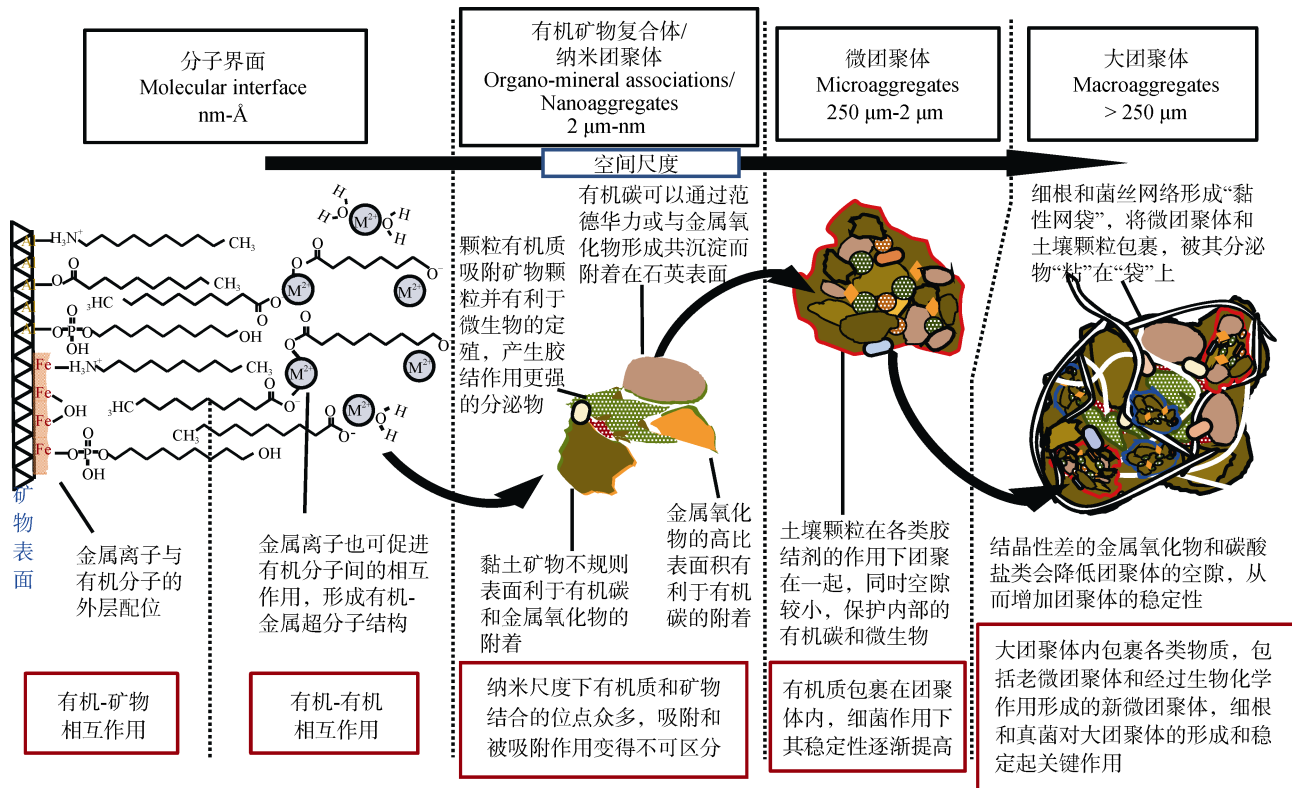 分子界面
Molecular interface
nm-Å
有机矿物复合体/
纳米团聚体
Organo-mineral associations/
Nanoaggregates
2 μm-nm
微团聚体
Microaggregates
250 μm-2 μm
大团聚体
Macroaggregates
> 250 μm
空间尺度
Al
Al
Al
Al
Al
H₃N⁺
CH₃
O
O
CH₃
₃HC
O
O⁻
O
O
P
OH
OH
Fe
H₃N⁺
CH₃
Fe
OH
Fe
₃HC
O
O⁻
CH₃
O
O⁻
Fe
O
O
P
OH
OH
H
H
O
M²⁺
O
H
H
O
O
M²⁺
O
O⁻
M²⁺
O
O
M²⁺
O
O⁻
M²⁺
M²⁺
O
H
H
矿
物
表
面
金属离子与
有机分子的
外层配位
金属离子也可促进
有机分子间的相互
作用，形成有机-
金属超分子结构
有机-矿物
相互作用
有机-有机
相互作用
颗粒有机质
吸附矿物颗
粒并有利于
微生物的定
殖，产生胶
结作用更强
的分泌物
有机碳可以通过范
德华力或与金属氧
化物形成共沉淀而
附着在石英表面
黏土矿物不规则
表面利于有机碳
和金属氧化物的
附着
金属氧化
物的高比
表面积有
利于有机
碳的附着
纳米尺度下有机质和矿物
结合的位点众多，吸附和
被吸附作用变得不可区分
土壤颗粒在各类胶
结剂的作用下团聚
在一起，同时空隙
较小，保护内部的
有机碳和微生物
有机质包裹在团聚
体内，细菌作用下
其稳定性逐渐提高
细根和菌丝网络形成“黏
性网袋”，将微团聚体和
土壤颗粒包裹，被其分泌
物“粘”在“袋”上
结晶性差的金属氧化物和碳酸
盐类会降低团聚体的空隙，从
而增加团聚体的稳定性
大团聚体内包裹各类物质，包
括老微团聚体和经过生物化学
作用形成的新微团聚体，细根
和真菌对大团聚体的形成和稳
定起关键作用